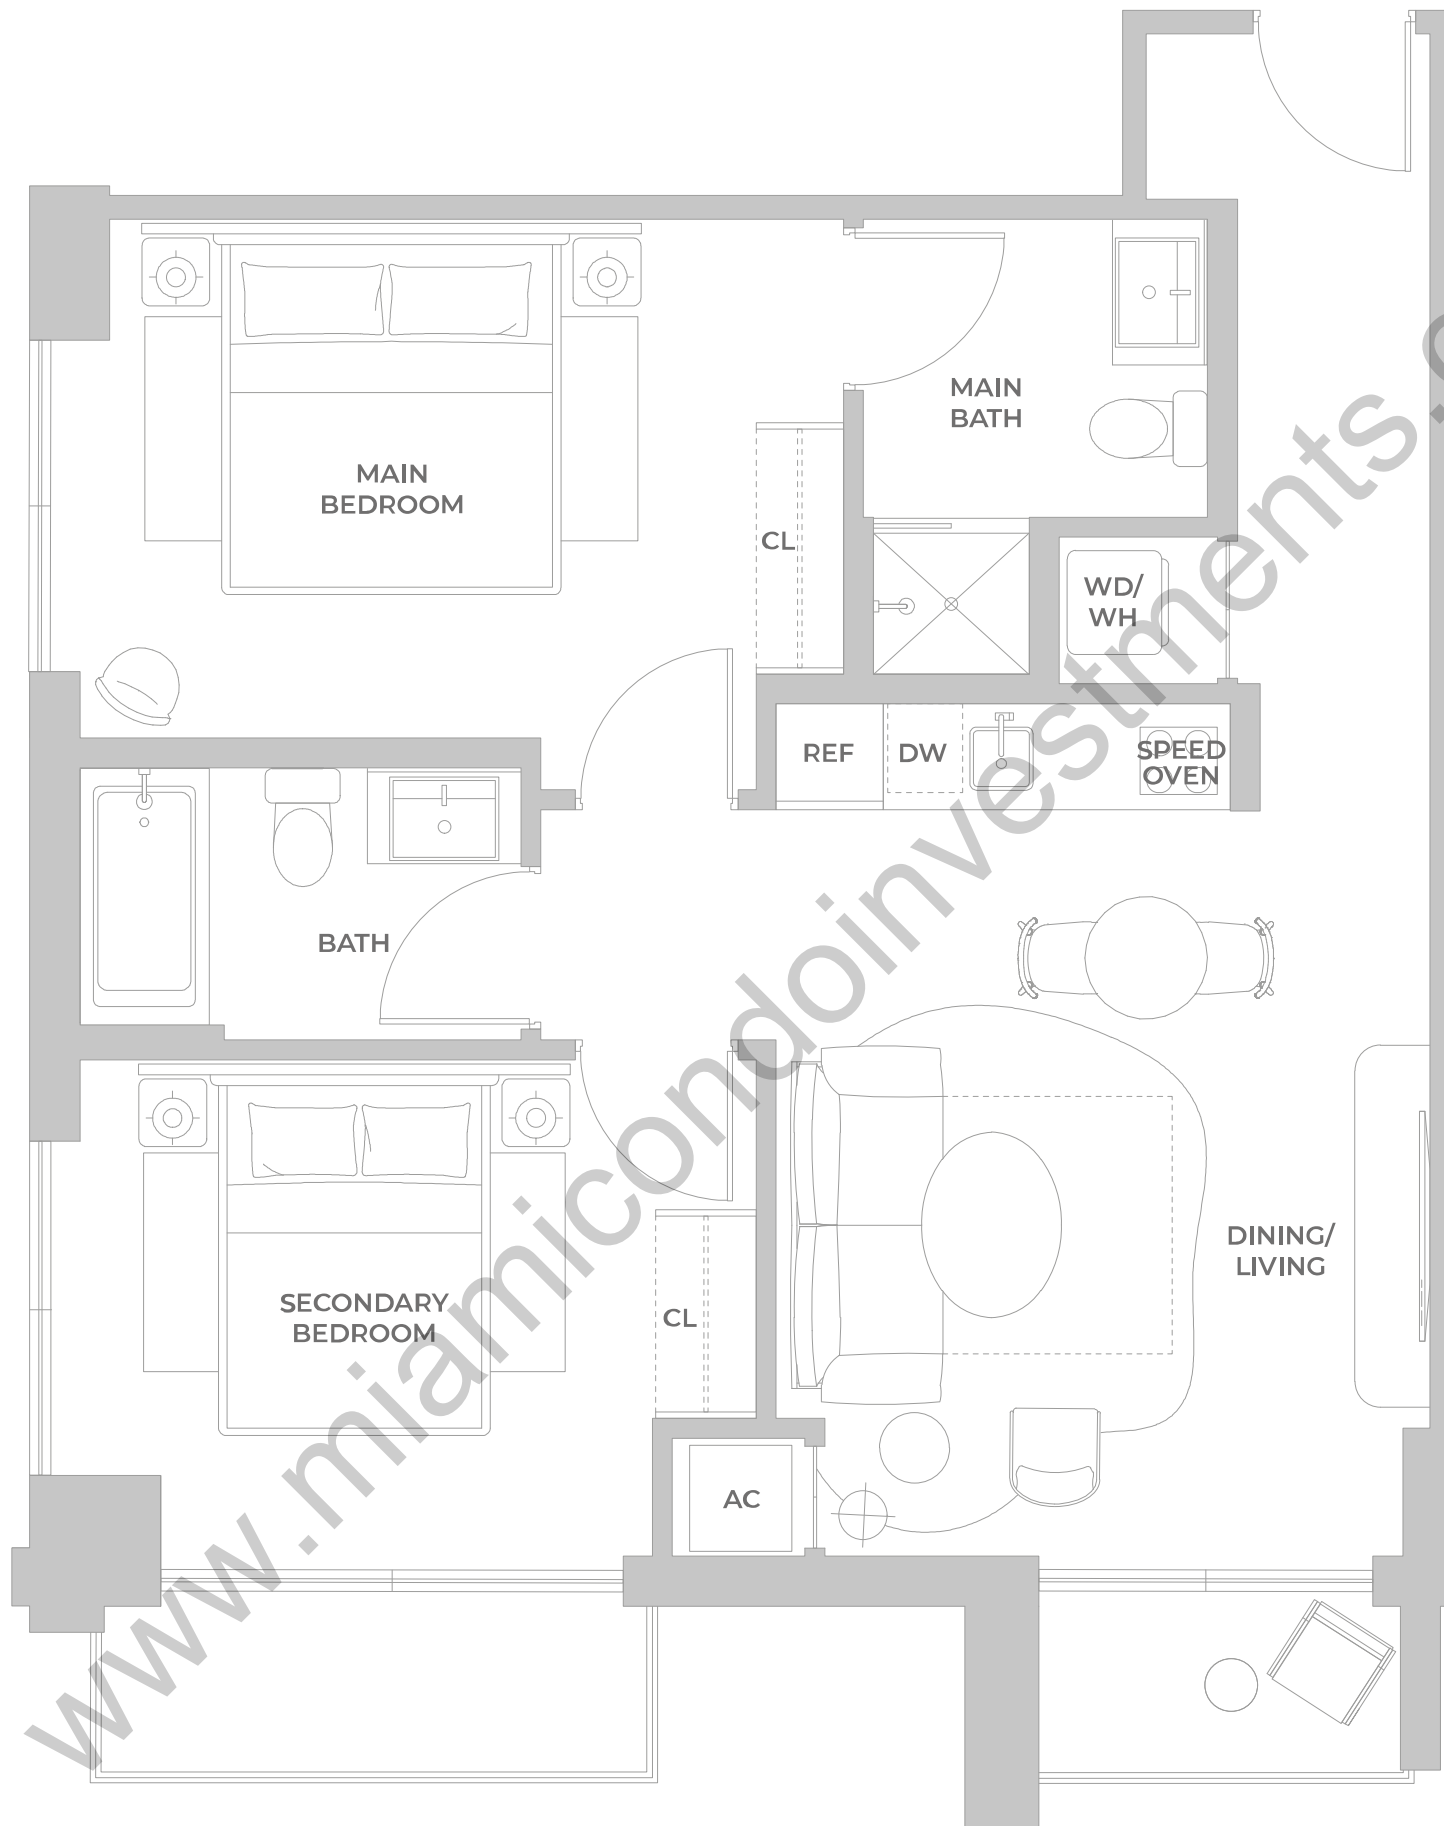 MAIN
BATH
MAIN
BEDROOM
CL
WD/
WH
REF
DW
SPEED
OVEN
BATH
DINING/
LIVING
SECONDARY
BEDROOM
CL
AC
www.miamicondoinvestments.